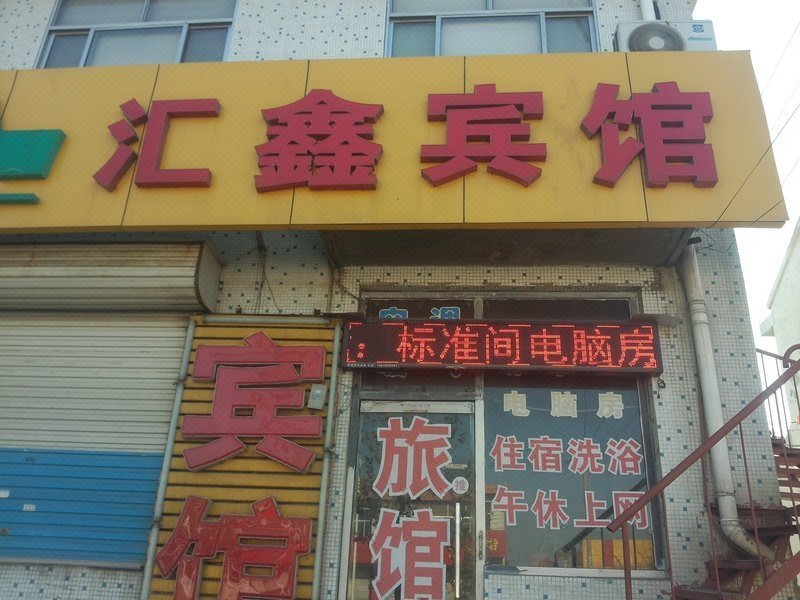 汇鑫宾馆
：标准间电脑房
宾馆
旅馆
电脑房
住宿洗浴
午休上网
推